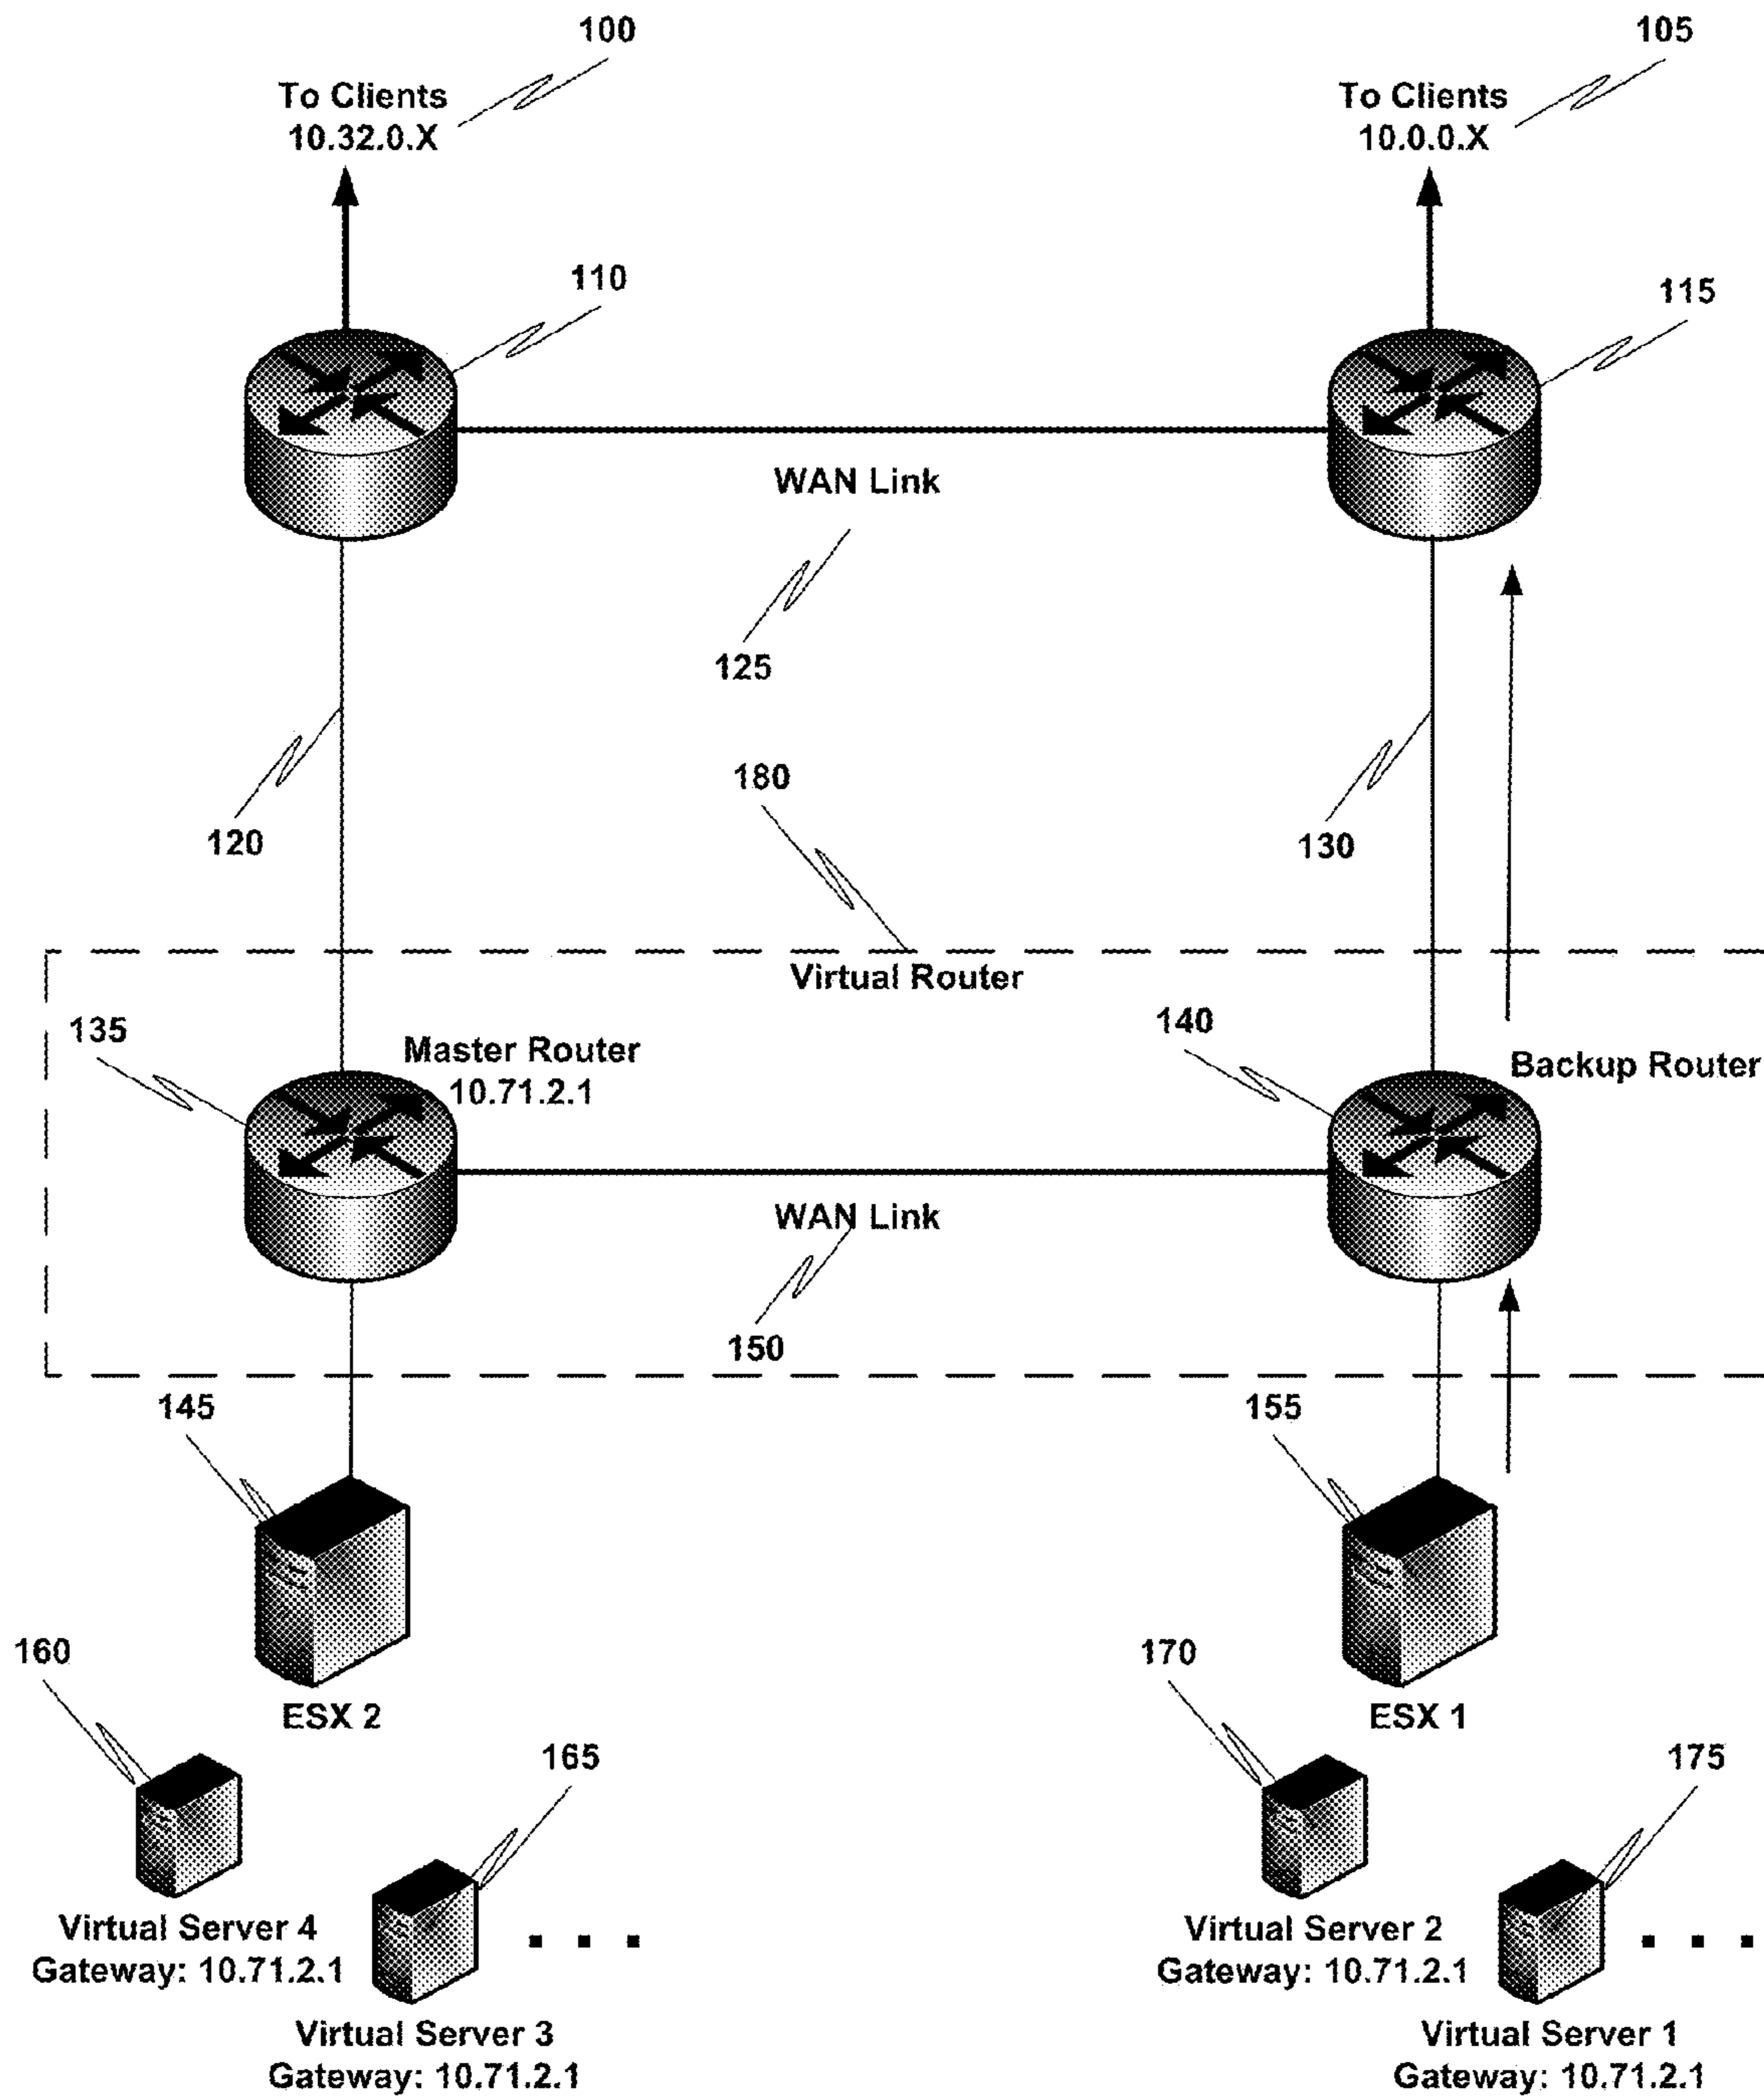 100
105
To Clients
10.32.0.X
To Clients
10.0.0.X
110
115
WAN Link
125
120
180
130
Virtual Router
135
Master Router
10.71.2.1
140
Backup Router
WAN Link
150
145
155
160
ESX 2
170
ESX 1
165
175
Virtual Server 4
Gateway: 10.71.2.1
Virtual Server 2
Gateway: 10.71.2.1
Virtual Server 3
Gateway: 10.71.2.1
Virtual Server 1
Gateway: 10.71.2.1